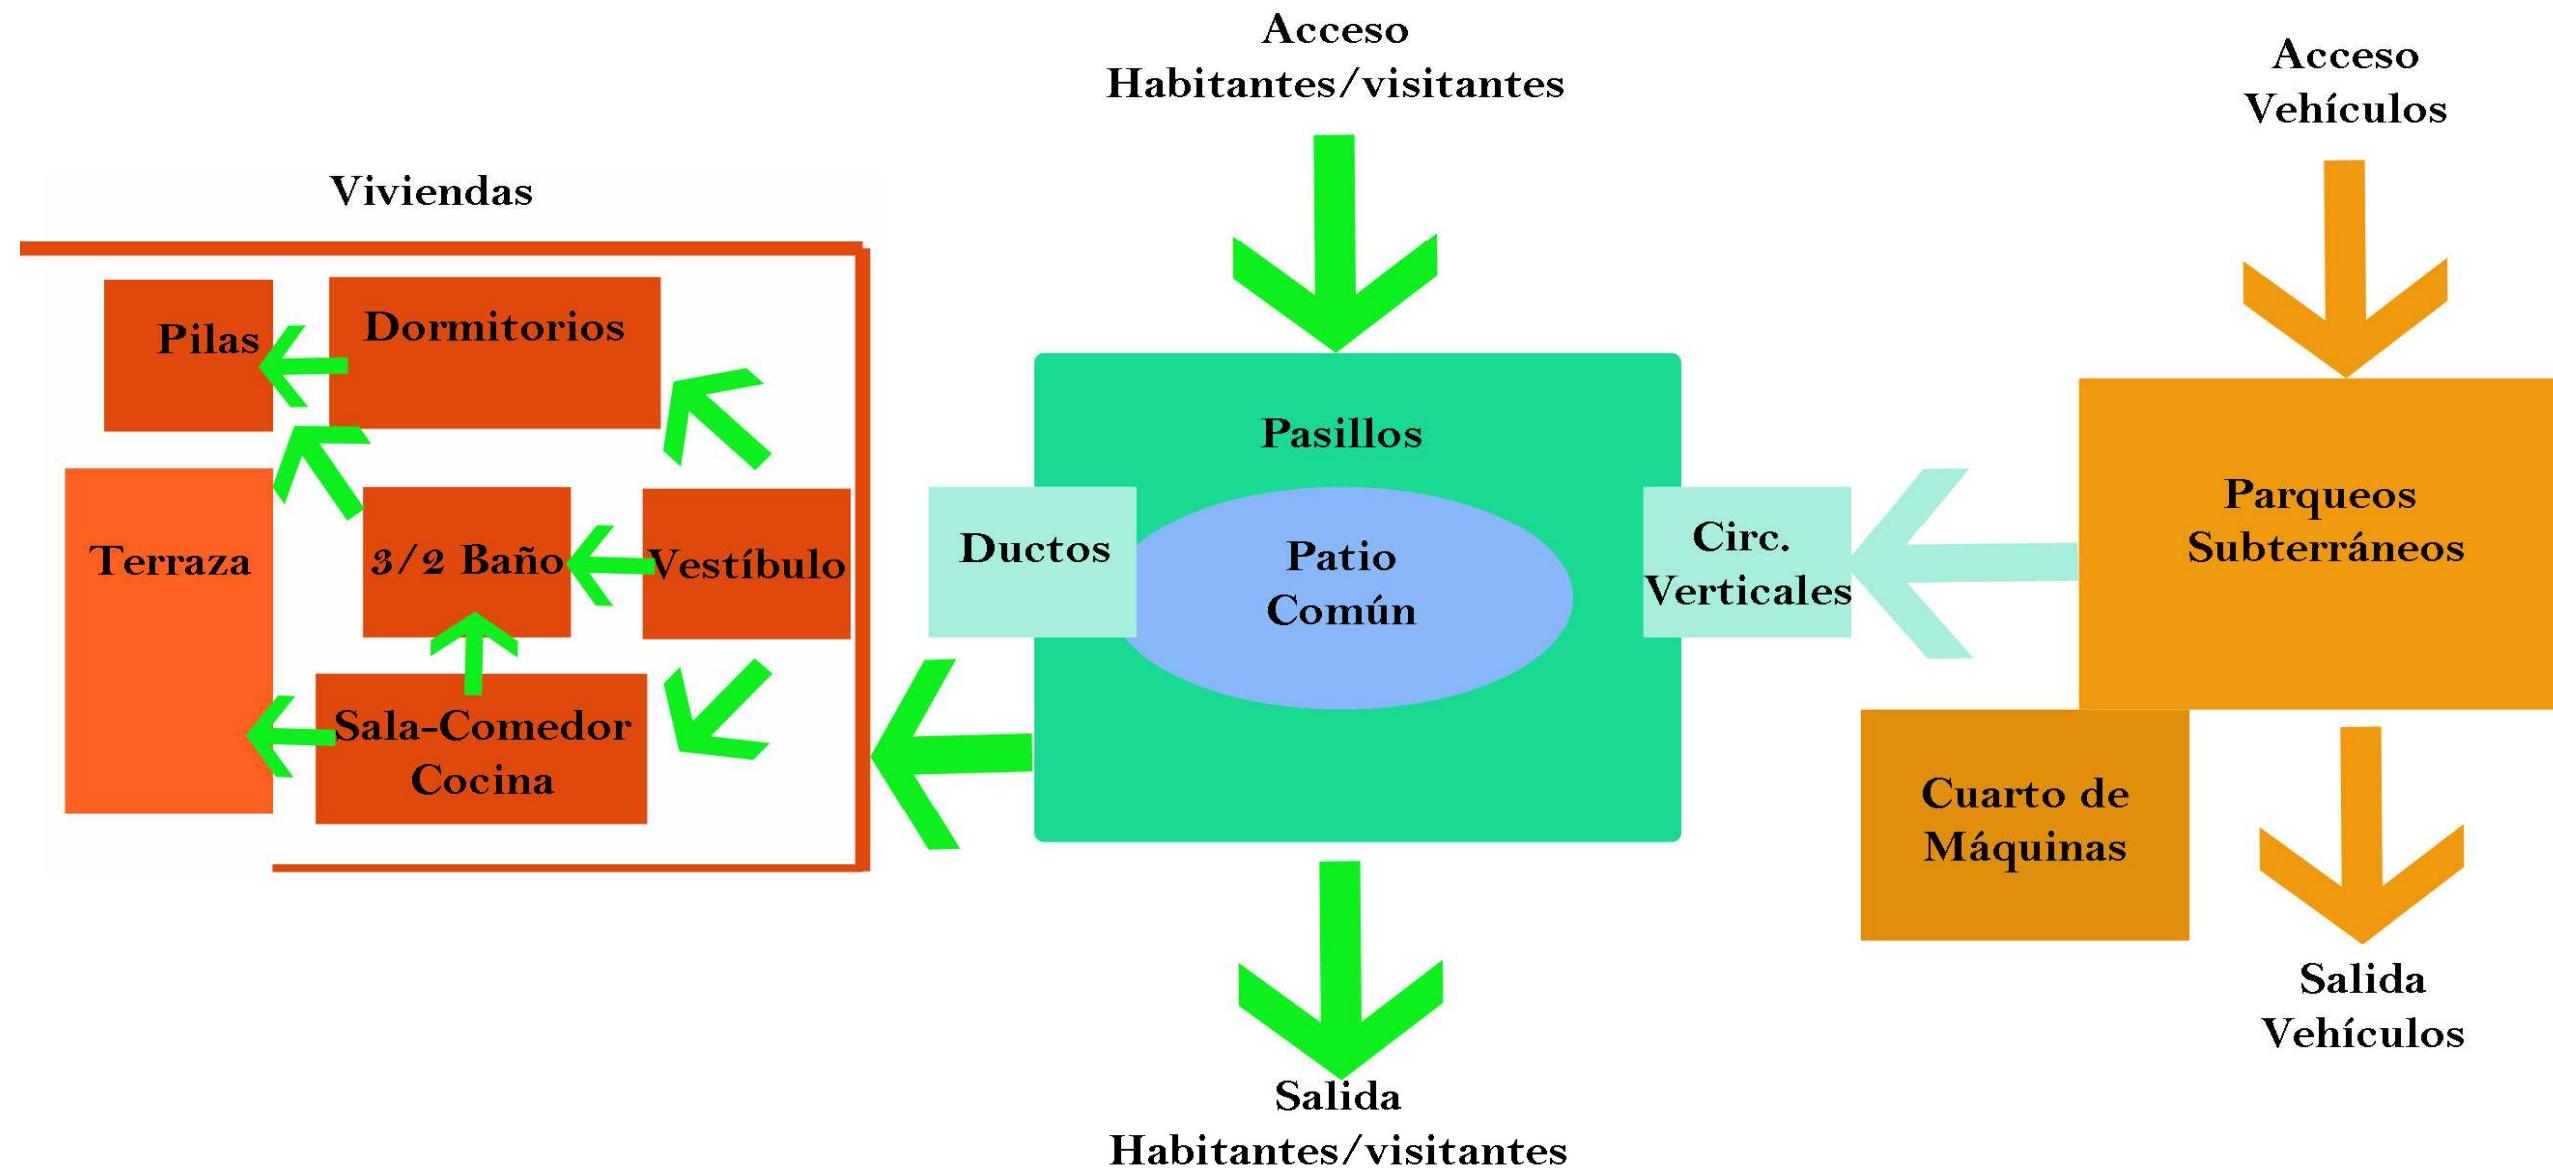 Acceso
Habitantes/visitantes
Acceso
Vehículos
Viviendas
Pilas
Dormitorios
Terraza
3/2 Baño
Vestíbulo
Sala-Comedor
Cocina
Pasillos
Ductos
Patio
Común
Circ.
Verticales
Parqueos
Subterráneos
Cuarto de
Máquinas
Salida
Vehículos
Salida
Habitantes/visitantes